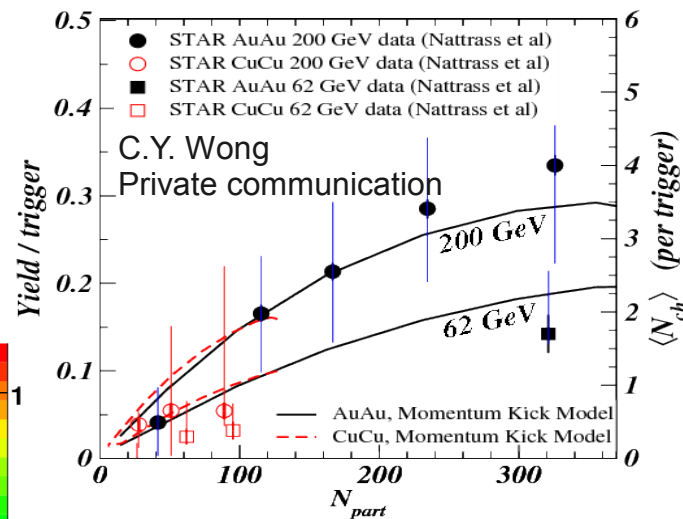 0.5
0.4
0.3
0.2
0.1
0
Yield / trigger
STAR AuAu 200 GeV data (Nattrass et al)
STAR CuCu 200 GeV data (Nattrass et al)
STAR AuAu 62 GeV data (Nattrass et al)
STAR CuCu 62 GeV data (Nattrass et al)
C.Y. Wong
Private communication
200 GeV
62 GeV
AuAu, Momentum Kick Model
CuCu, Momentum Kick Model
6
5
4
3
2
1
0
⟨N_ch⟩ (per trigger)
0 100 200 300
N_part
1